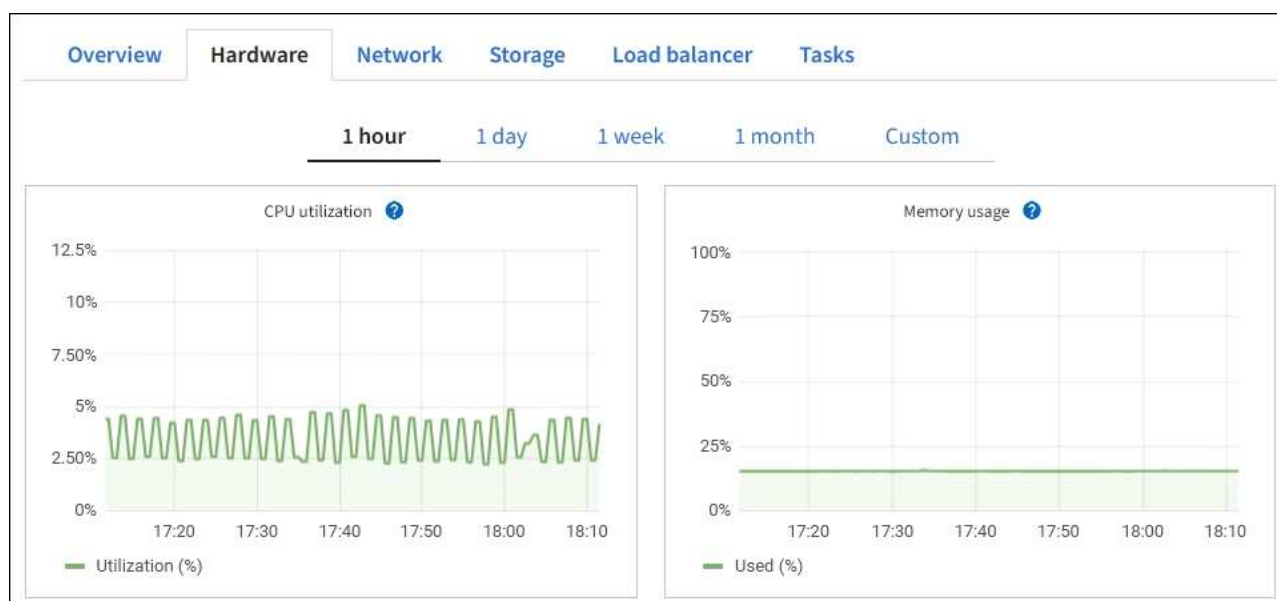 Overview Hardware Network Storage Load balancer Tasks
1 hour 1 day 1 week 1 month Custom
CPU utilization ?
12.5%
10%
7.50%
5%
2.50%
0%
17:20 17:30 17:40 17:50 18:00 18:10
Utilization (%)
Memory usage ?
100%
75%
50%
25%
0%
17:20 17:30 17:40 17:50 18:00 18:10
Used (%)